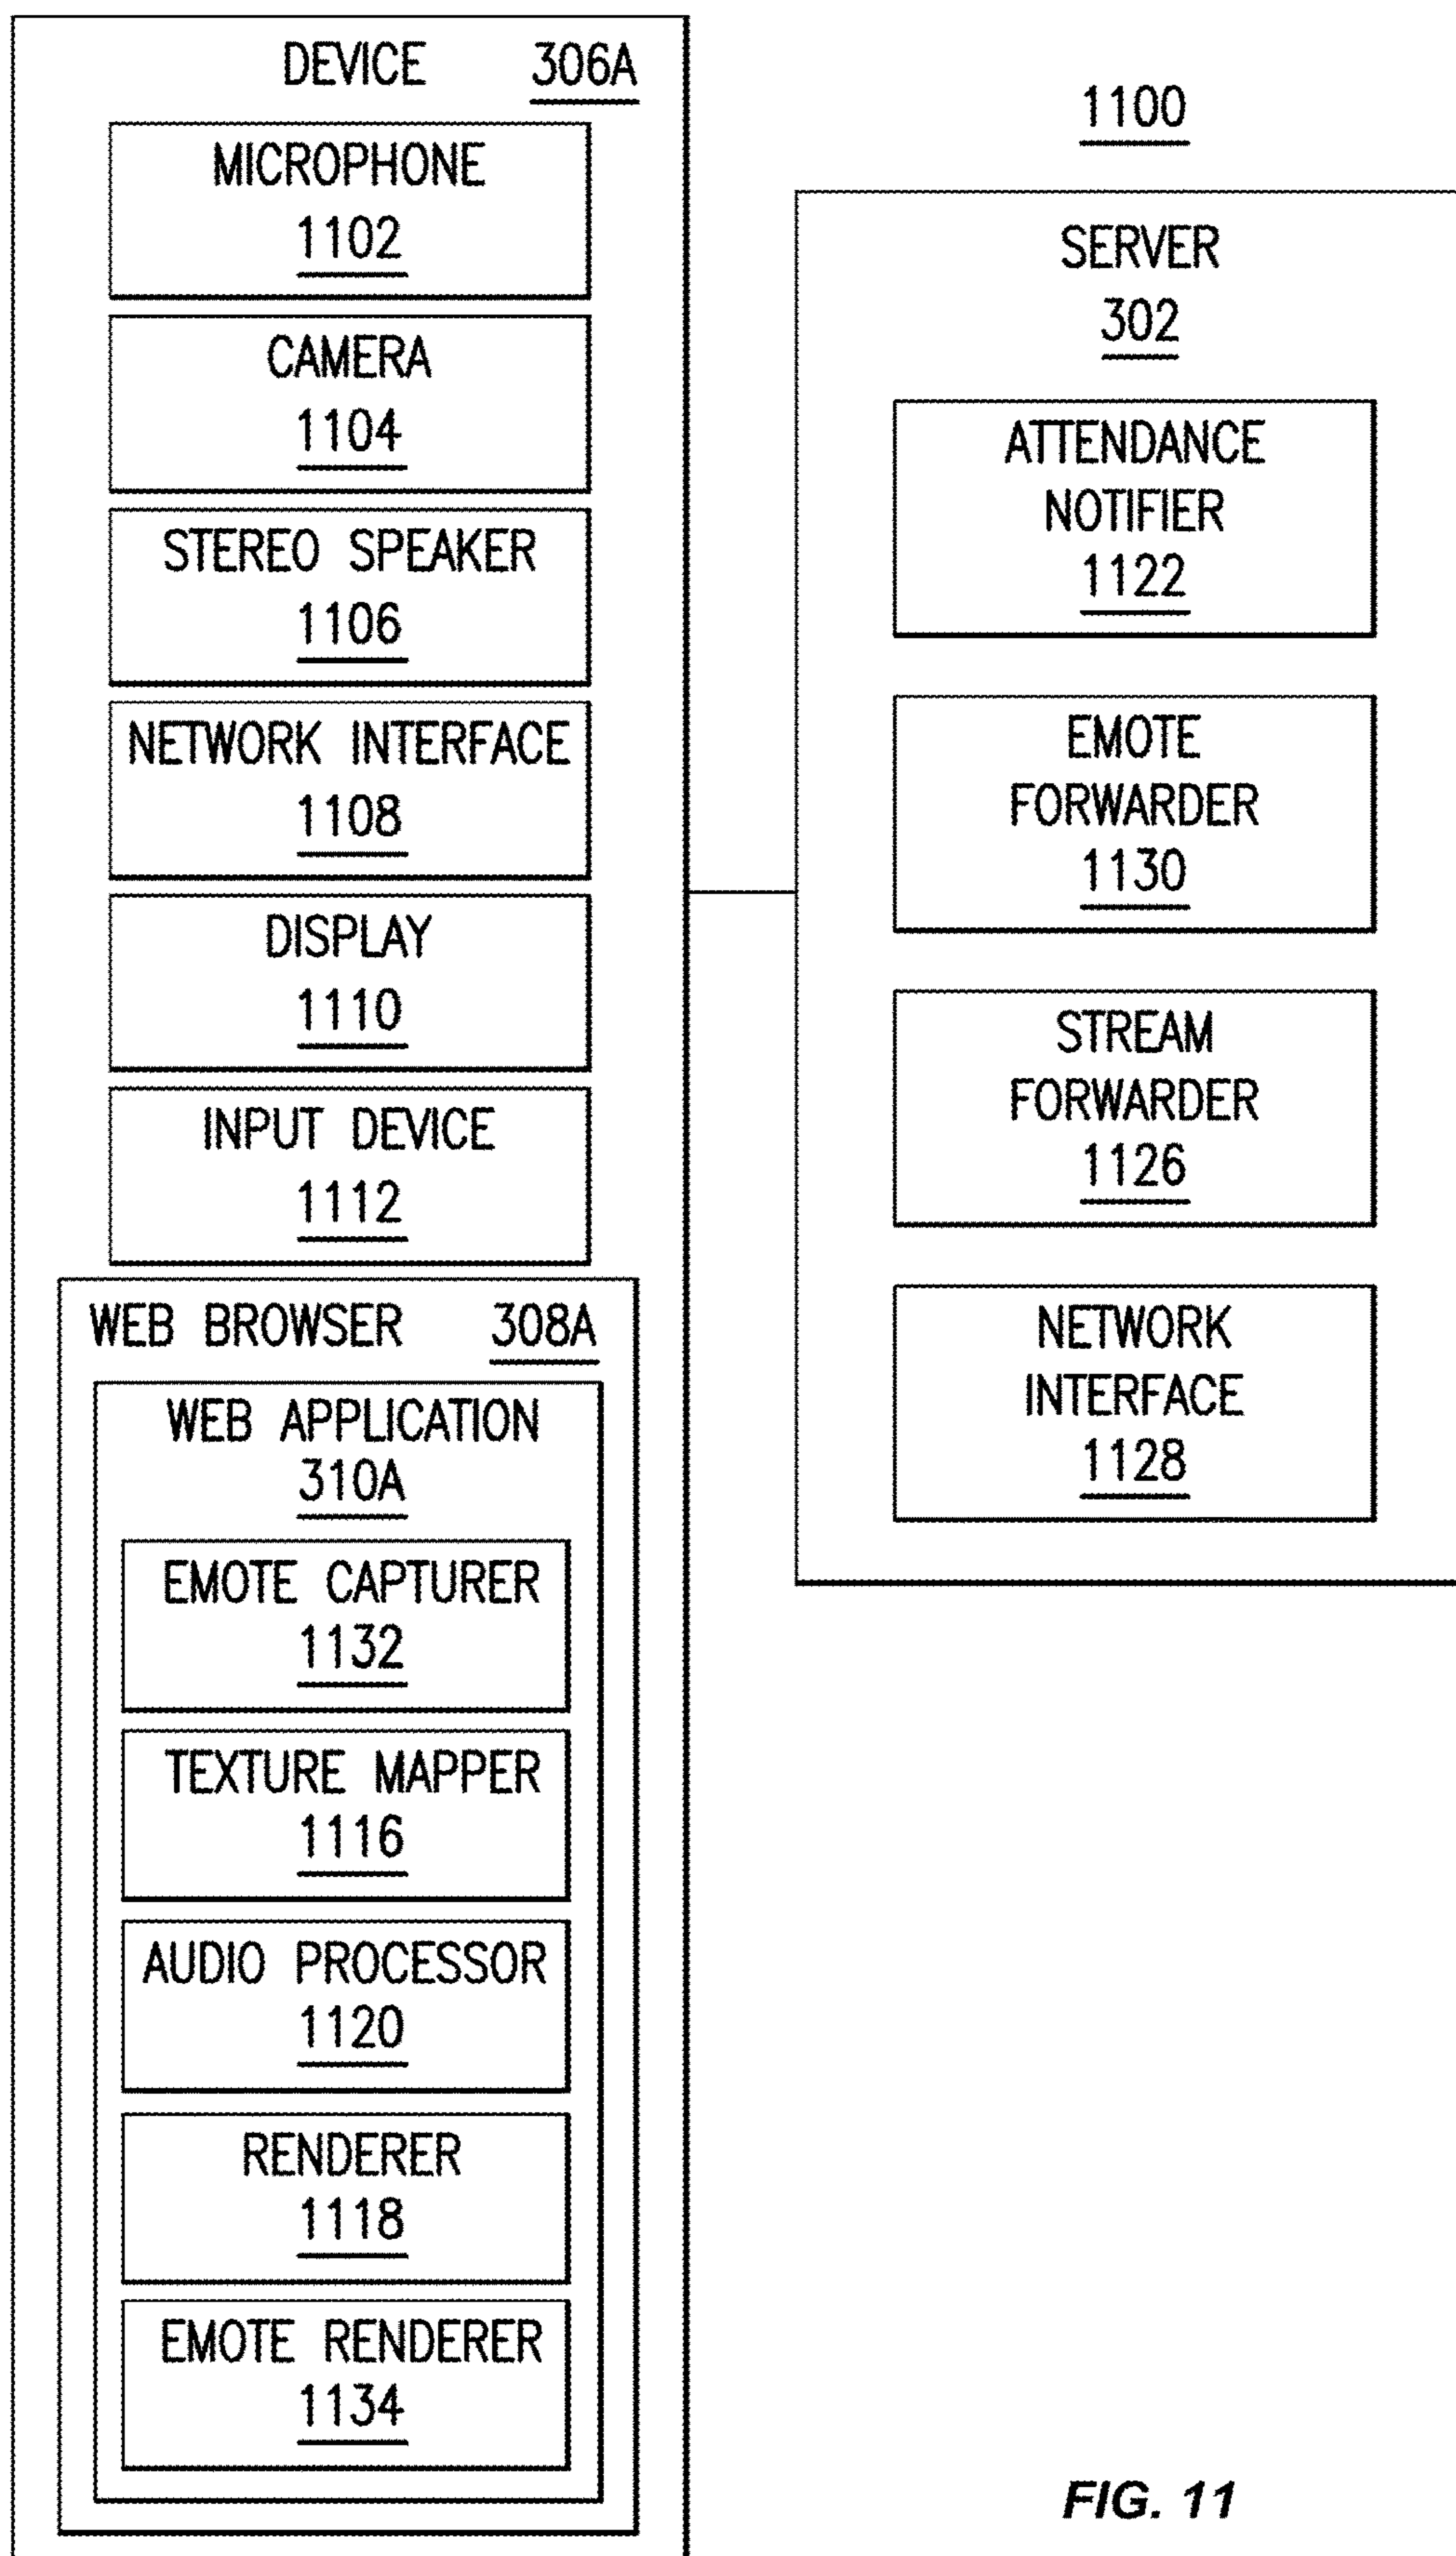 DEVICE 306A
MICROPHONE
1102
CAMERA
1104
STEREO SPEAKER
1106
NETWORK INTERFACE
1108
DISPLAY
1110
INPUT DEVICE
1112
WEB BROWSER 308A
WEB APPLICATION
310A
EMOTE CAPTURER
1132
TEXTURE MAPPER
1116
AUDIO PROCESSOR
1120
RENDERER
1118
EMOTE RENDERER
1134
1100
SERVER
302
ATTENDANCE
NOTIFIER
1122
EMOTE
FORWARDER
1130
STREAM
FORWARDER
1126
NETWORK
INTERFACE
1128
FIG. 11